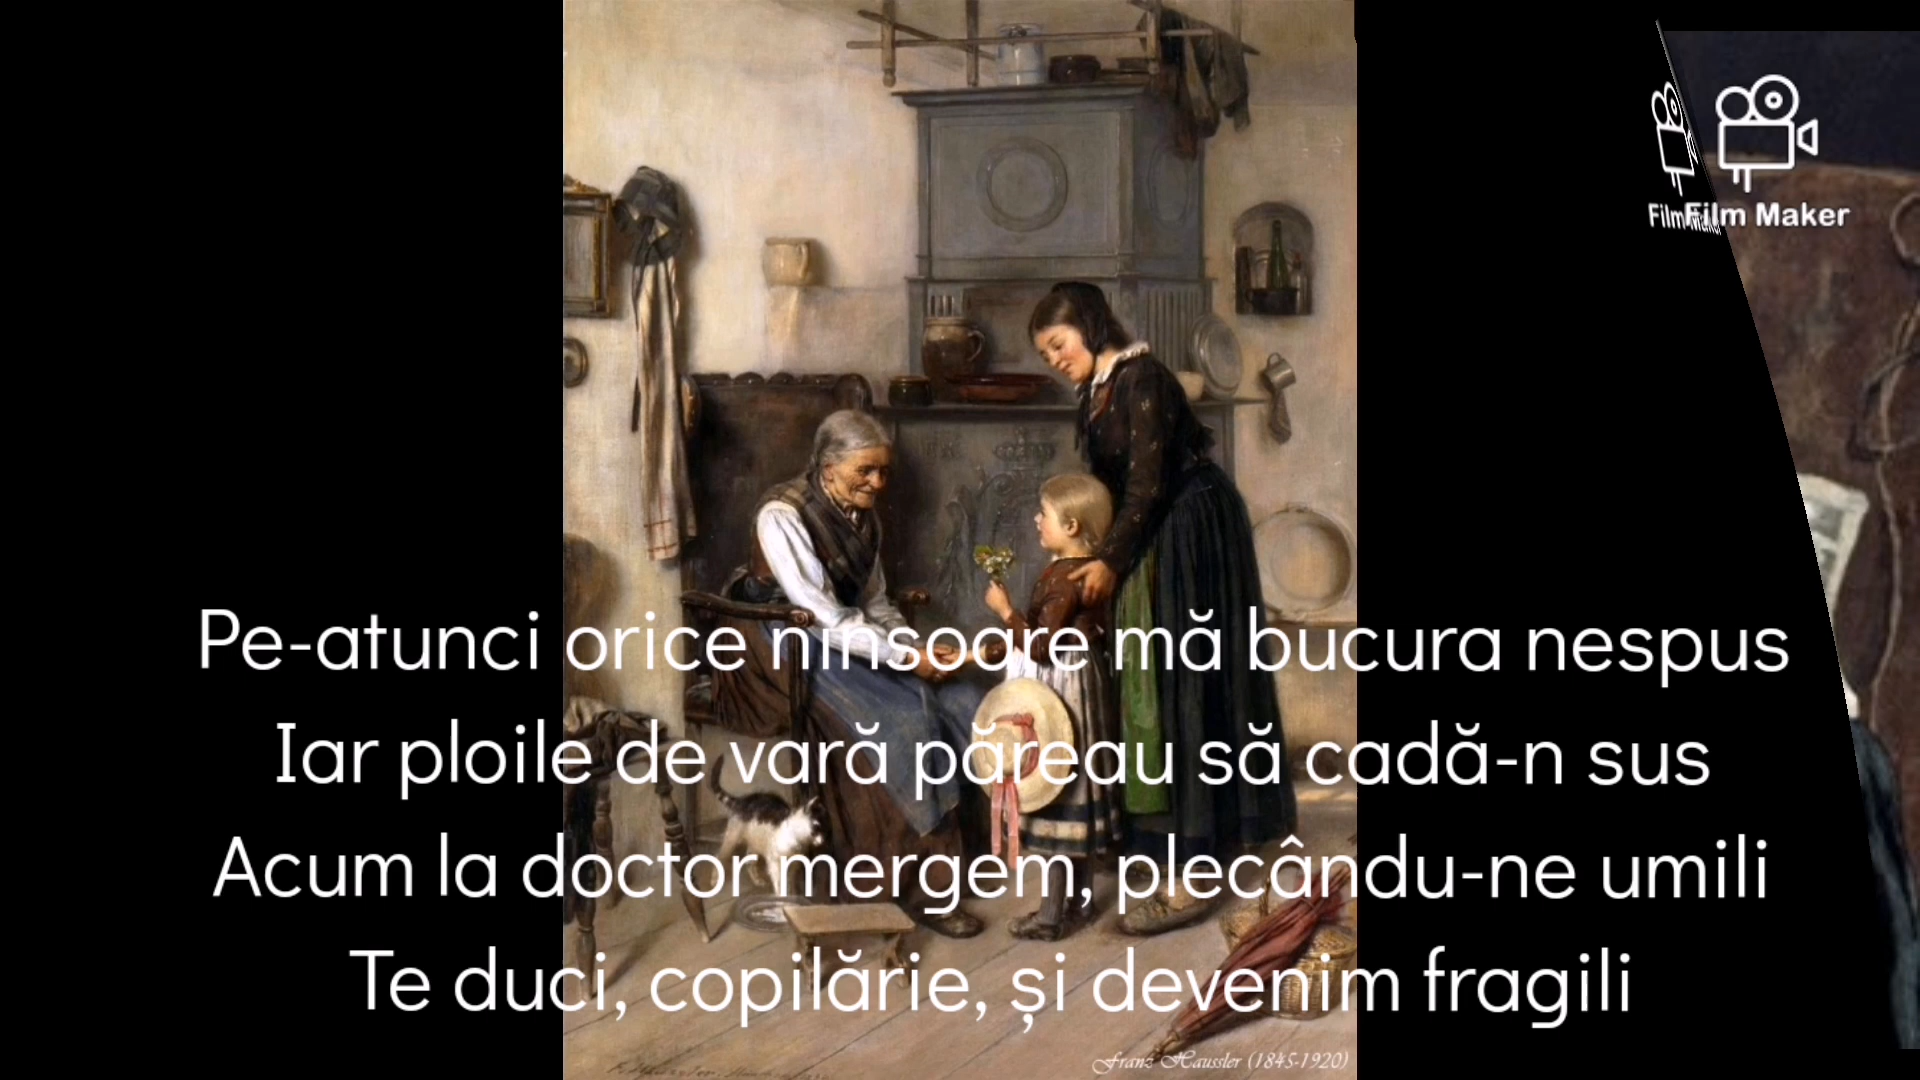 Film Maker
Pe-atunci orice ninsoare mă bucura nespus
Iar ploile de vară păreau să cadă-n sus
Acum la doctor mergem, plecându-ne umili
Te duci, copilărie, și devenim fragili
Franz Haussler (1845-1920)